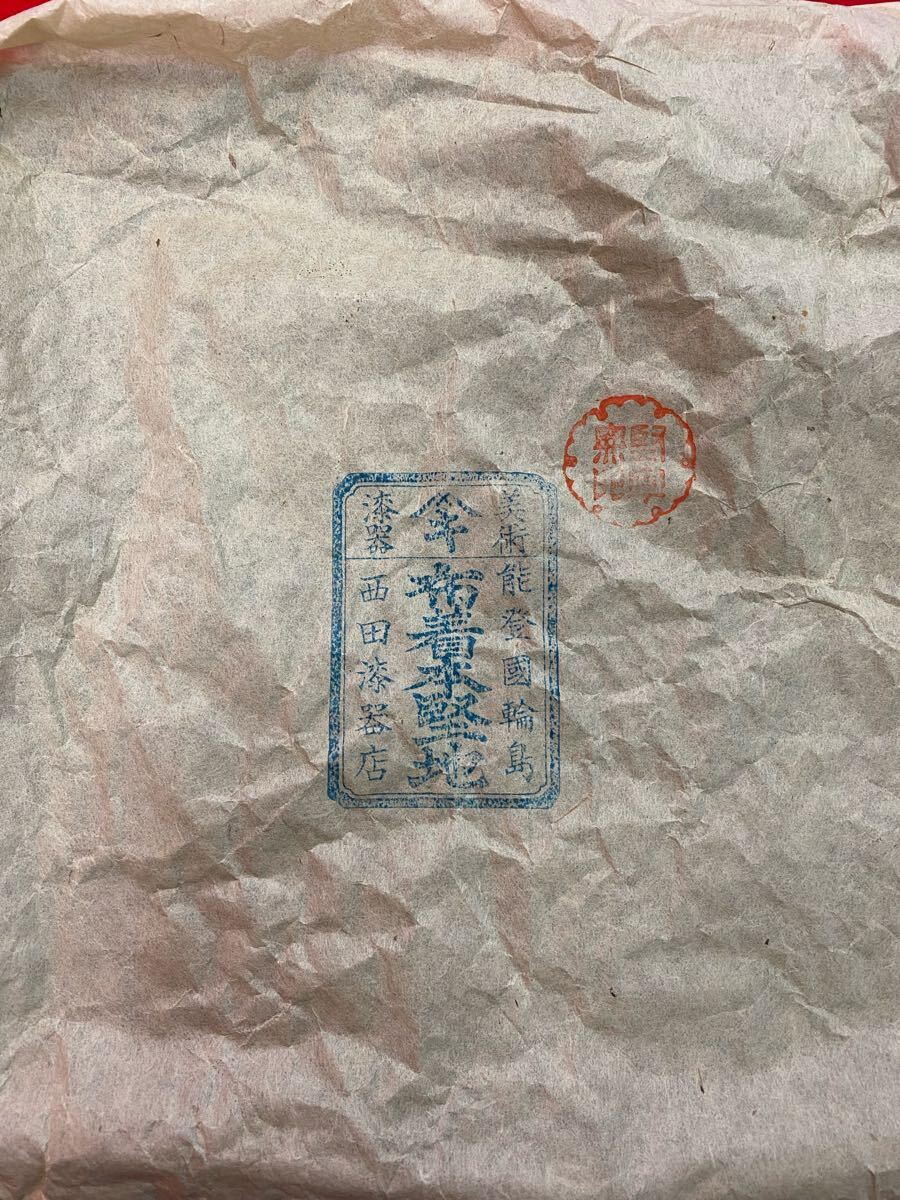 美術
漆器
能登國輪島
布着本堅地
西田漆器店